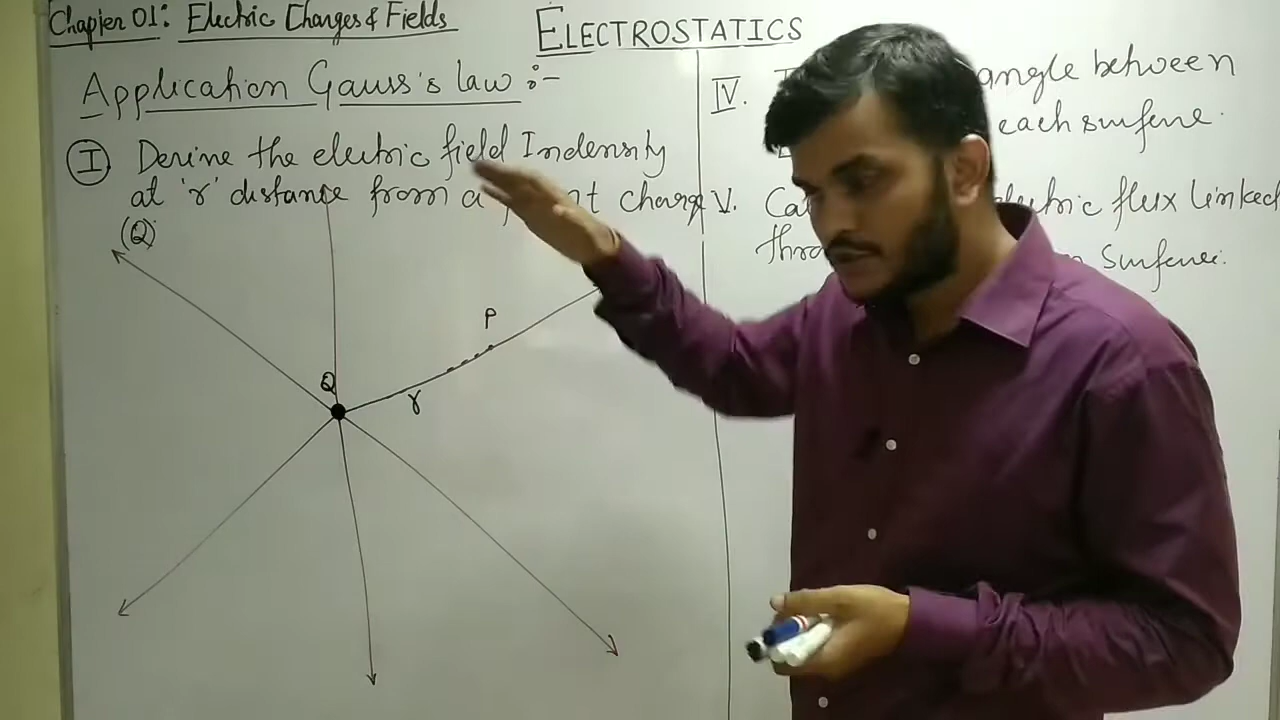 Chapter 01: Electric Charges & Fields
ELECTROSTATICS
Application Gauss's law :-
I Derive the electric field Indensity
at 'r' distance from a charge
(Q)
P
Q
r
IV. angle between
each surface.
V. electric flux linked
surface.